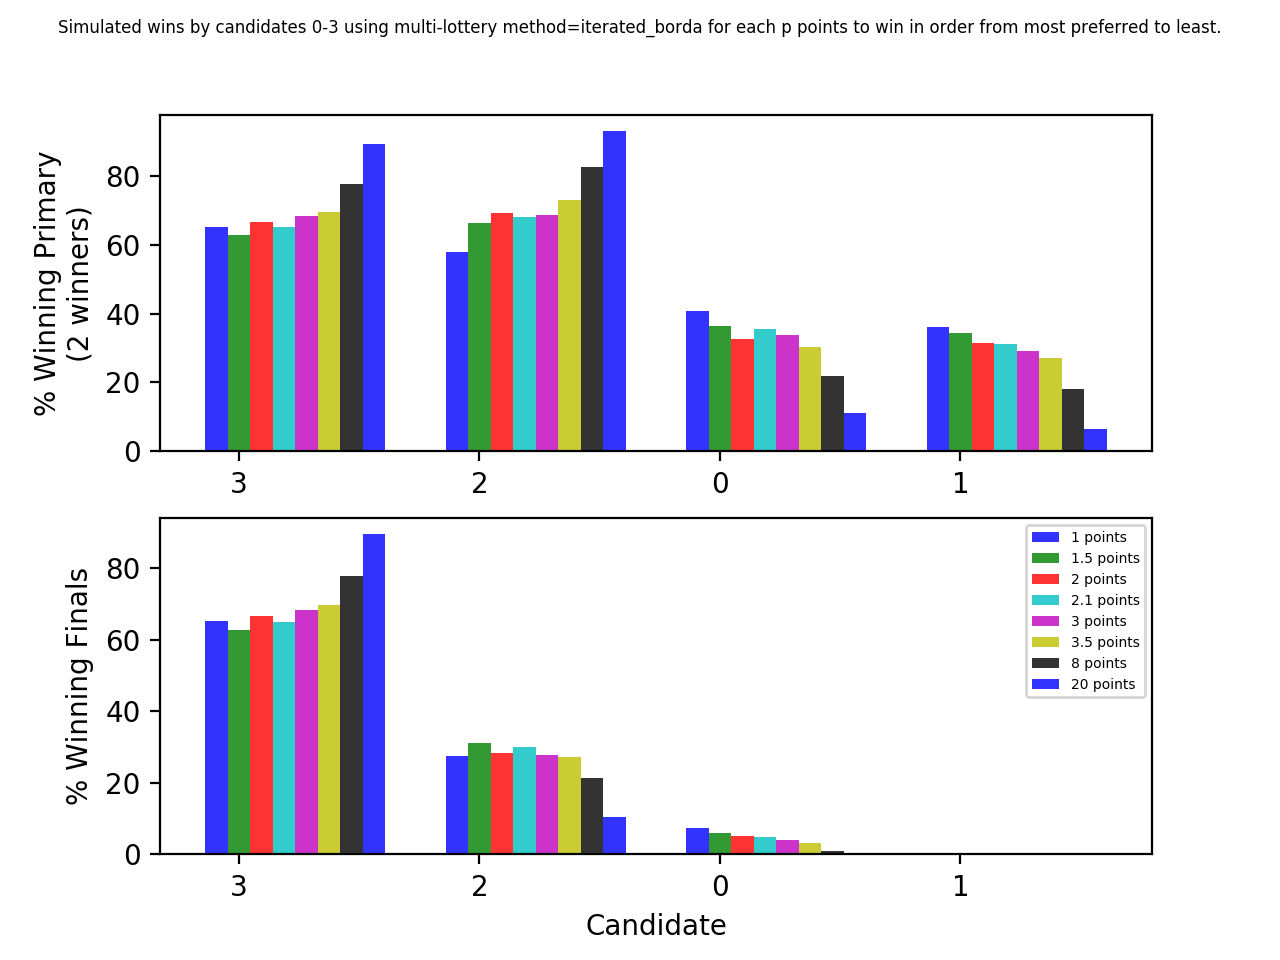 Simulated wins by candidates 0-3 using multi-lottery method=iterated_borda for each p points to win in order from most preferred to least.
% Winning Primary
(2 winners)
80
60
40
20
0
3 2 0 1
% Winning Finals
80
60
40
20
0
3 2 0 1
Candidate
1 points
1.5 points
2 points
2.1 points
3 points
3.5 points
8 points
20 points